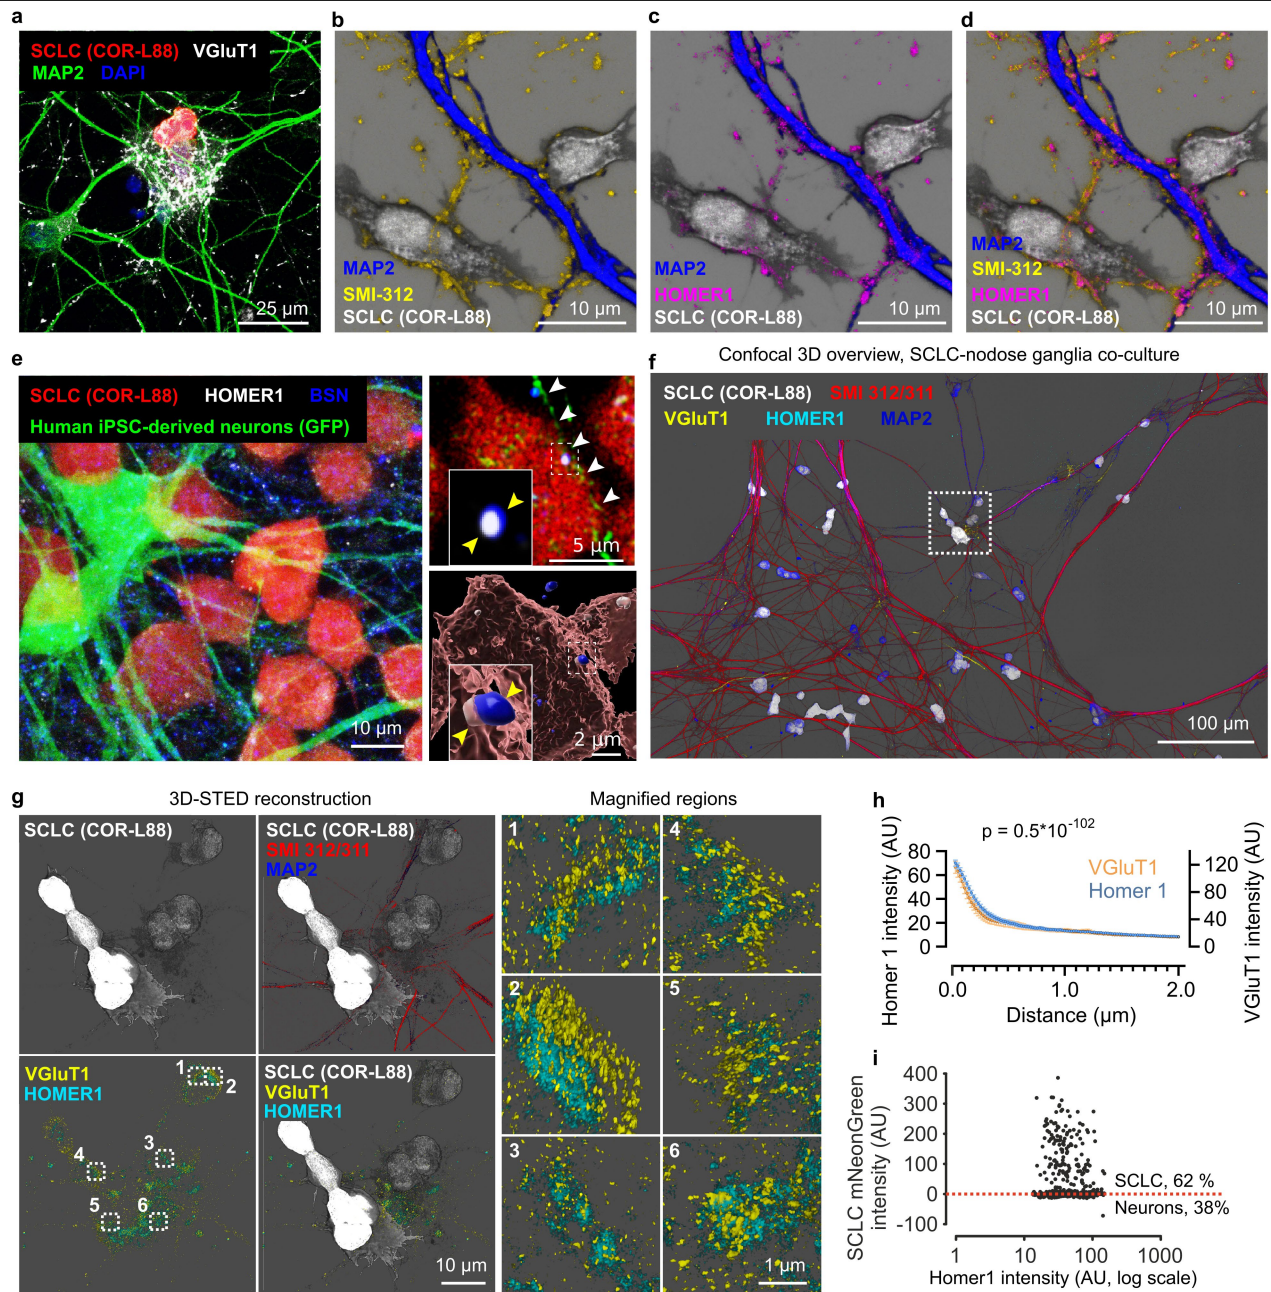 a
SCLC (COR-L88) VGluT1
MAP2 DAPI
25 µm
b
MAP2
SMI-312
SCLC (COR-L88)
10 µm
c
MAP2
HOMER1
SCLC (COR-L88)
10 µm
d
MAP2
SMI-312
HOMER1
SCLC (COR-L88)
10 µm
e
SCLC (COR-L88) HOMER1 BSN
Human iPSC-derived neurons (GFP)
10 µm
5 µm
2 µm
f
Confocal 3D overview, SCLC-nodose ganglia co-culture
SCLC (COR-L88) SMI 312/311
VGluT1 HOMER1 MAP2
100 µm
g
3D-STED reconstruction
SCLC (COR-L88)
SCLC (COR-L88)
SMI 312/311
MAP2
VGluT1
HOMER1
1
2
3
4
5
6
SCLC (COR-L88)
VGluT1
HOMER1
10 µm
Magnified regions
1
4
2
5
3
6
1 µm
h
p = 0.5*10-102
VGluT1
Homer 1
Homer 1 intensity (AU)
80
60
40
20
0
VGluT1 intensity (AU)
120
80
40
0
0.0 1.0 2.0
Distance (µm)
i
SCLC mNeonGreen
intensity (AU)
400
300
200
100
0
-100
SCLC, 62 %
Neurons, 38%
1 10 100 1000
Homer1 intensity (AU, log scale)